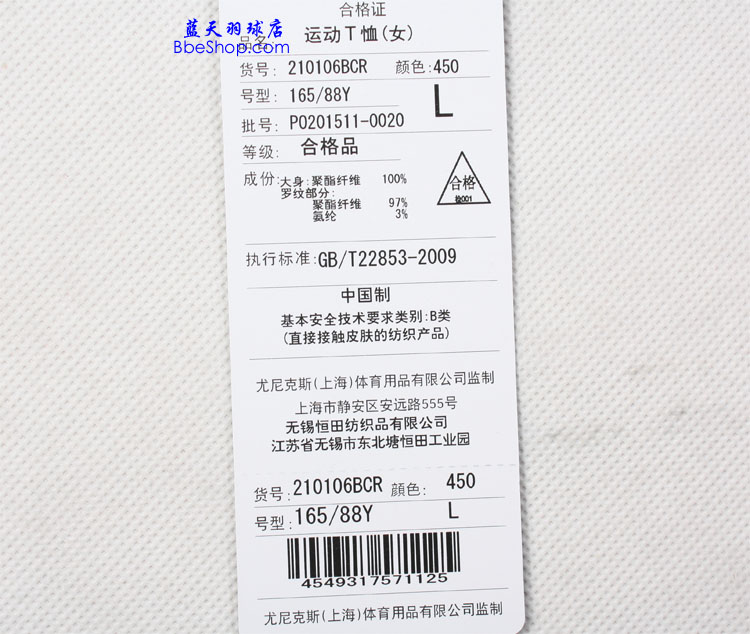 合格证
蓝天羽球店
BbeShop.com
品名 运动T恤(女)
货号: 210106BCR 颜色:450
号型: 165/88Y L
批号: P0201511-0020
等级: 合格品
成份: 大身:聚酯纤维 100%
罗纹部分:
聚酯纤维 97%
氨纶 3%
合格
检001
执行标准:GB/T22853-2009
中国制
基本安全技术要求类别:B类
(直接接触皮肤的纺织产品)
尤尼克斯(上海)体育用品有限公司监制
上海市静安区安远路555号
无锡恒田纺织品有限公司
江苏省无锡市东北塘恒田工业园
货号:210106BCR 顔色: 450
号型:165/88Y L
4549317571125
尤尼克斯(上海)体育用品有限公司监制